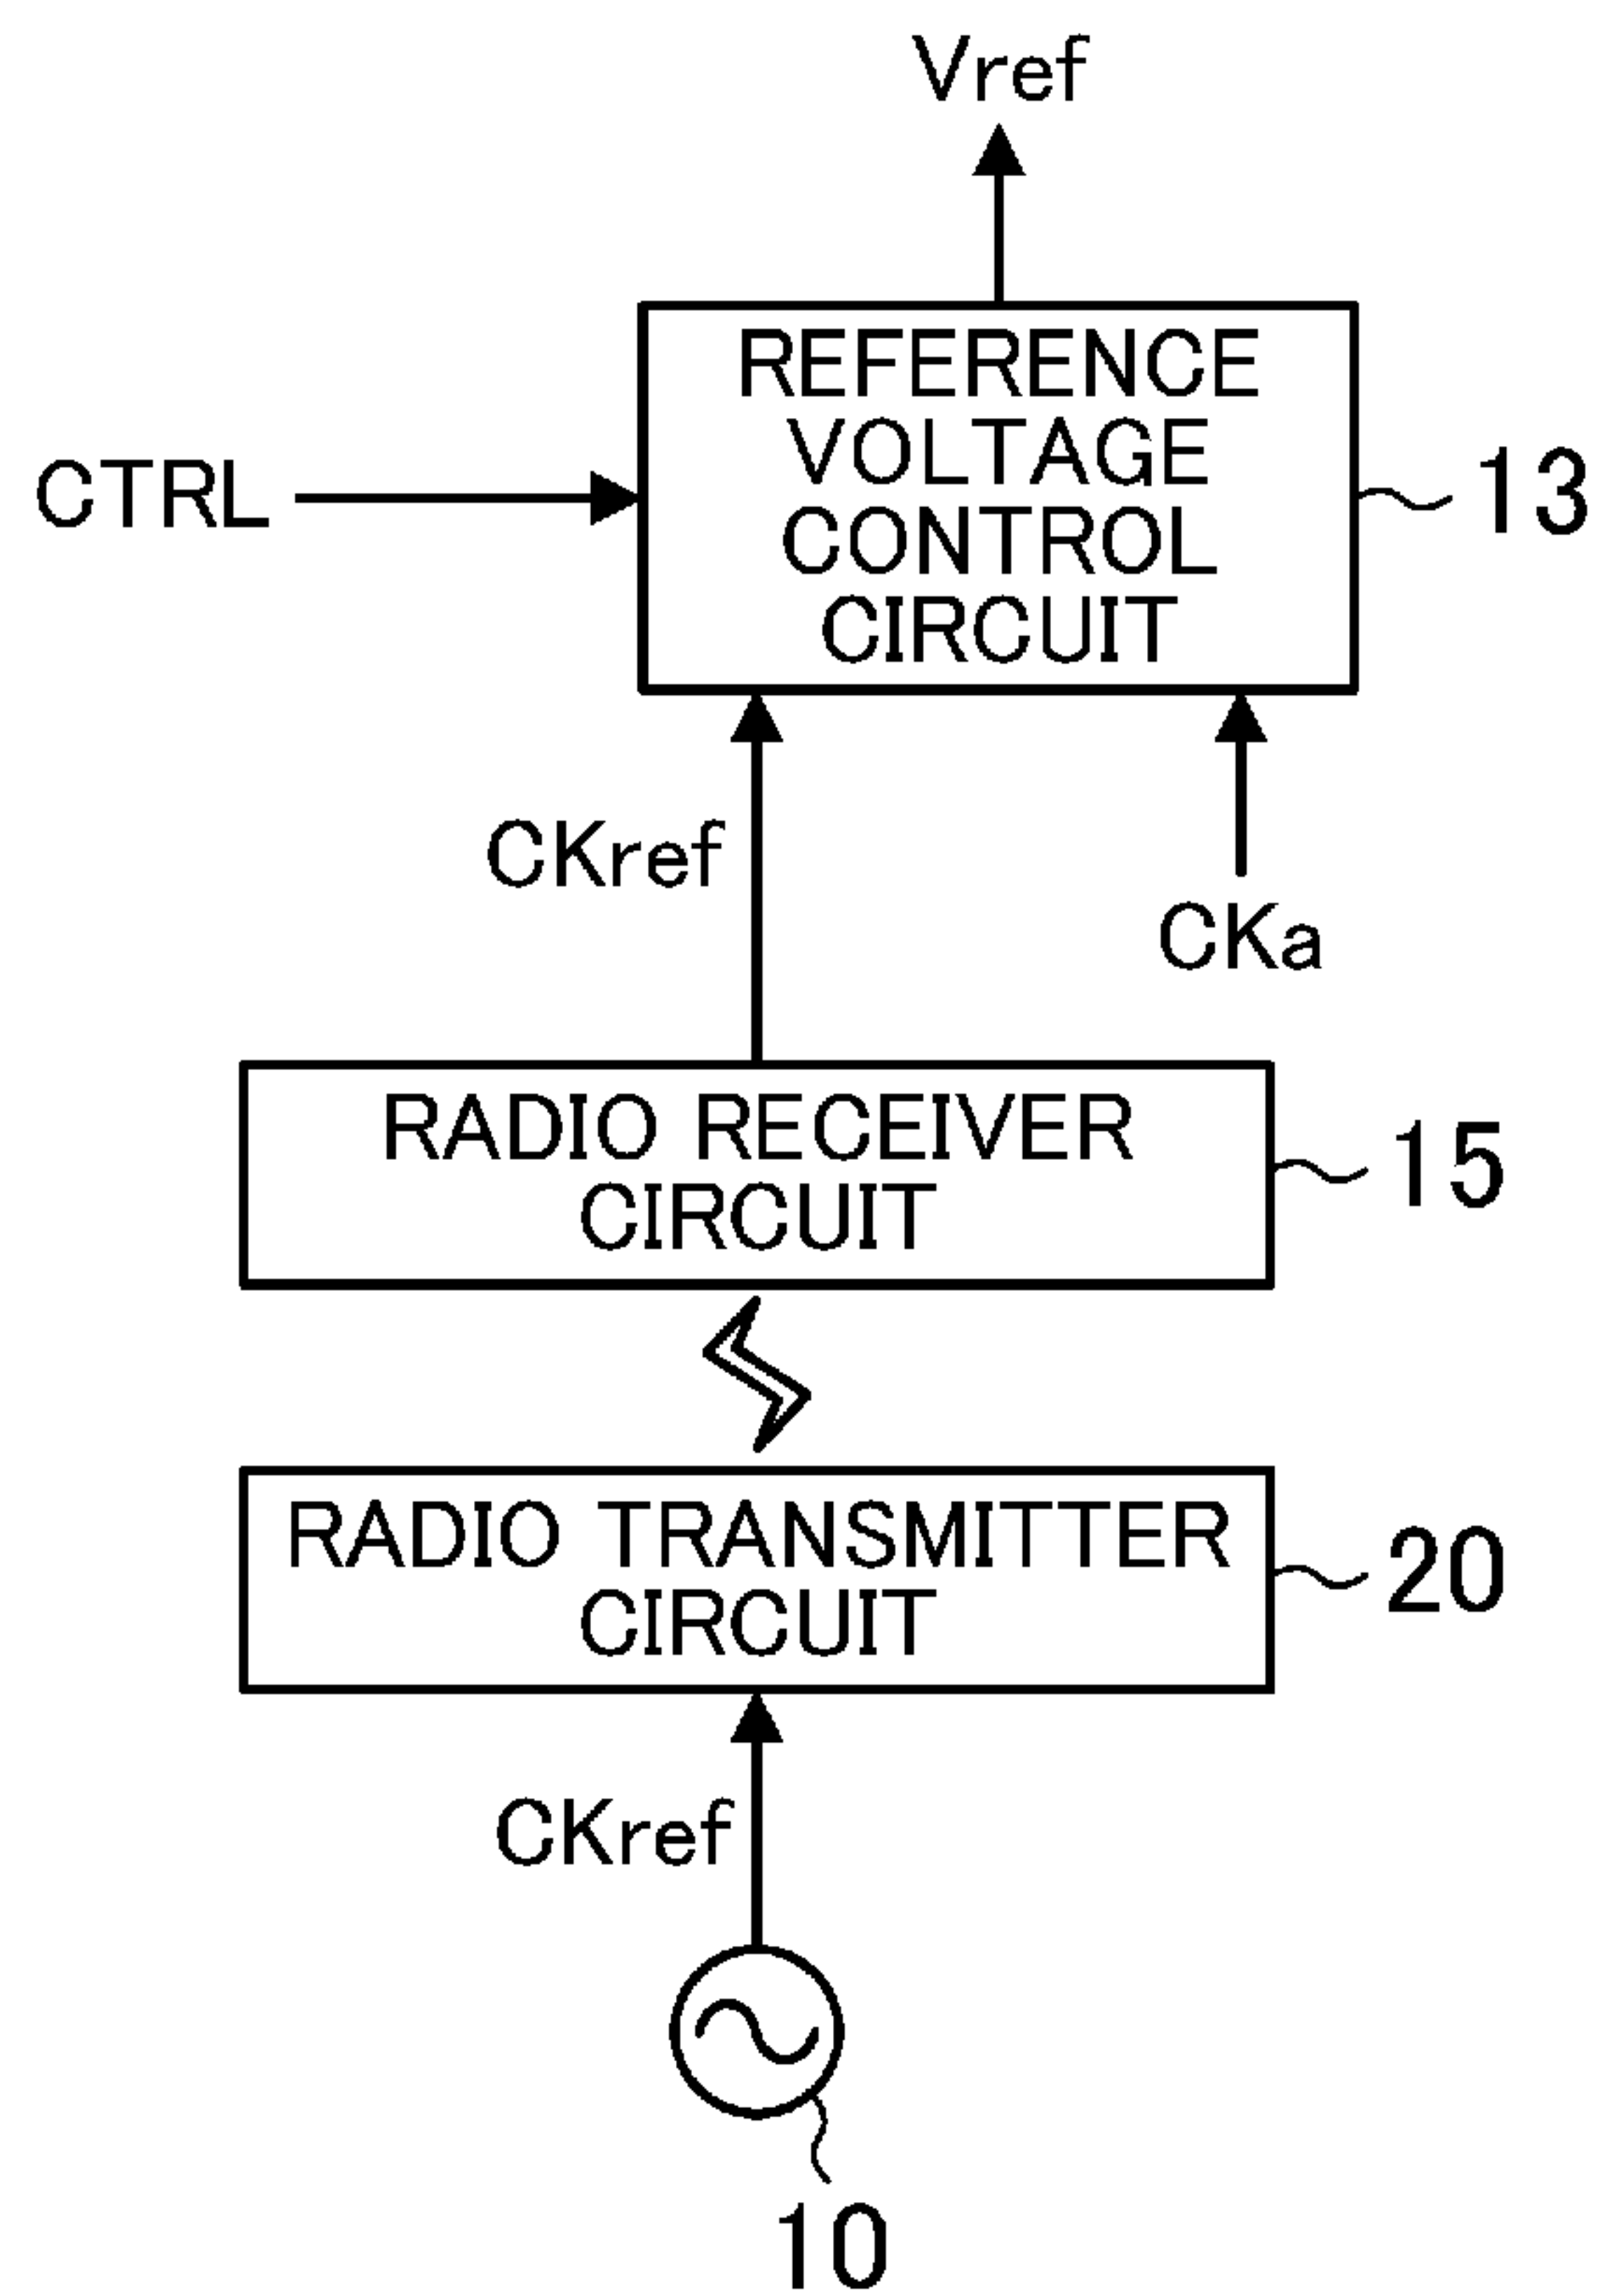 Vref
REFERENCE
VOLTAGE
CONTROL
CIRCUIT
CTRL
13
CKref
CKa
RADIO RECEIVER
CIRCUIT
15
RADIO TRANSMITTER
CIRCUIT
20
CKref
10